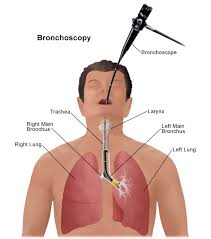 Bronchoscopy
Bronchoscope
Trachea
Larynx
Right Main
Bronchus
Left Main
Bronchus
Right Lung
Left Lung